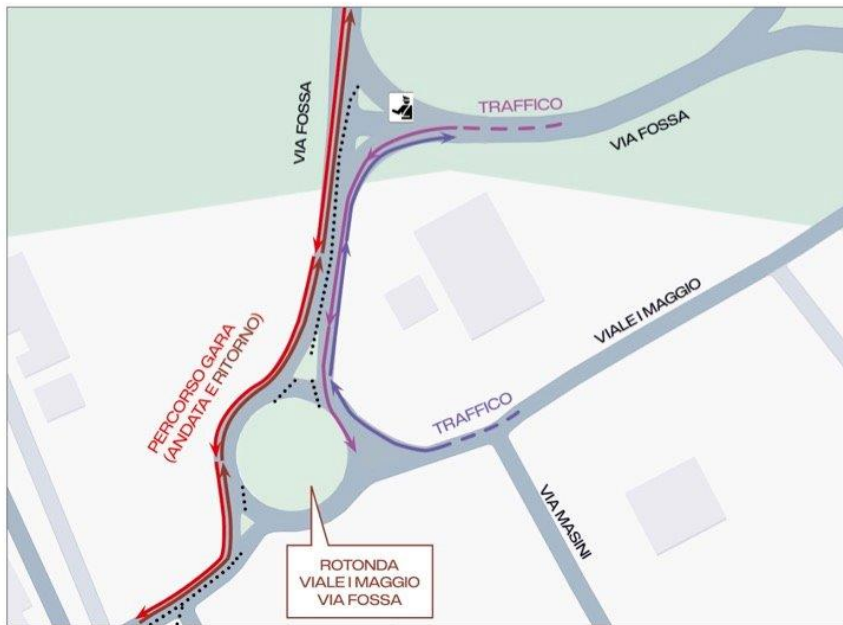 TRAFFICO
VIA FOSSA
VIA FOSSA
VIALE I MAGGIO
PERCORSO GARA
(ANDATA E RITORNO)
TRAFFICO
VIA MASINI
ROTONDA
VIALE I MAGGIO
VIA FOSSA